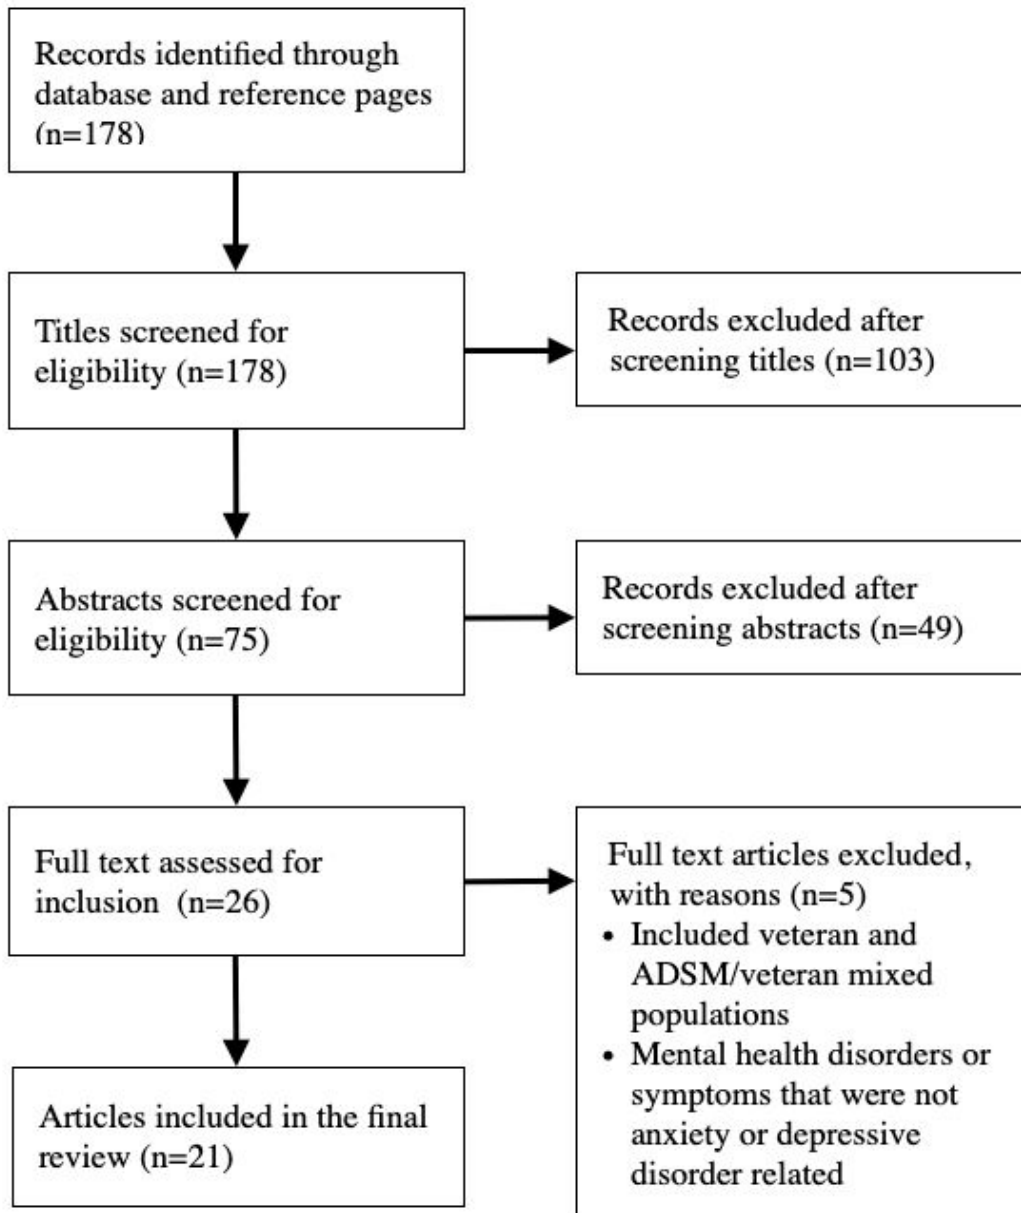 Records identified through
database and reference pages
(n=178)
Titles screened for
eligibility (n=178)
Records excluded after
screening titles (n=103)
Abstracts screened for
eligibility (n=75)
Records excluded after
screening abstracts (n=49)
Full text assessed for
inclusion (n=26)
Full text articles excluded,
with reasons (n=5)
• Included veteran and
ADSM/veteran mixed
populations
• Mental health disorders or
symptoms that were not
anxiety or depressive
disorder related
Articles included in the final
review (n=21)